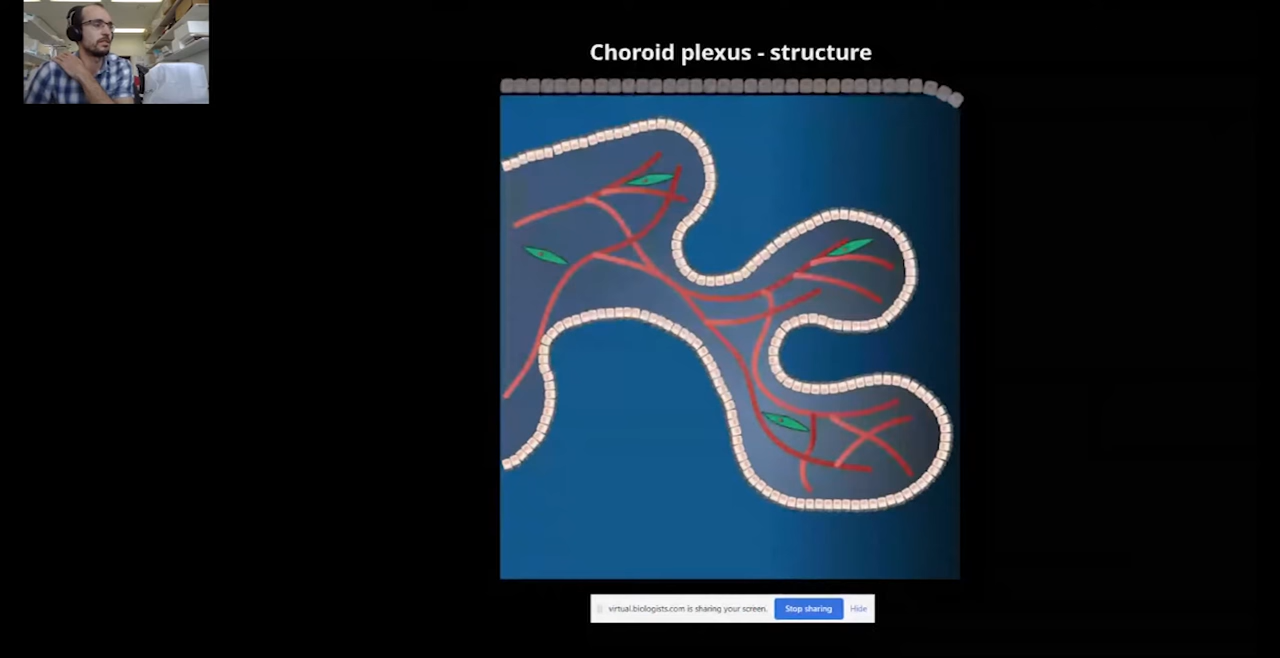 Choroid plexus - structure
virtual.biologists.com is sharing your screen. Stop sharing Hide